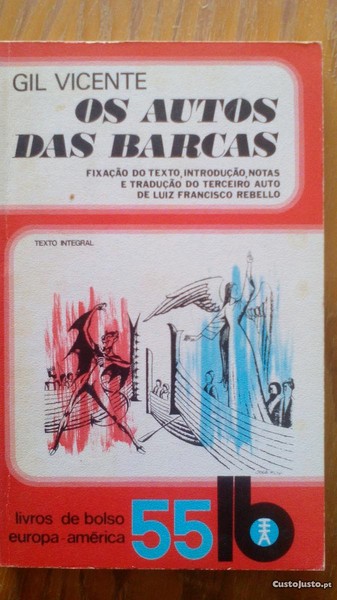 GIL VICENTE
OS AUTOS
DAS BARCAS
FIXAÇÃO DO TEXTO, INTRODUÇÃO, NOTAS
E TRADUÇÃO DO TERCEIRO AUTO
DE LUIZ FRANCISCO REBELLO
TEXTO INTEGRAL
livros de bolso
europa-américa
55 lb
EA
CustoJusto.pt